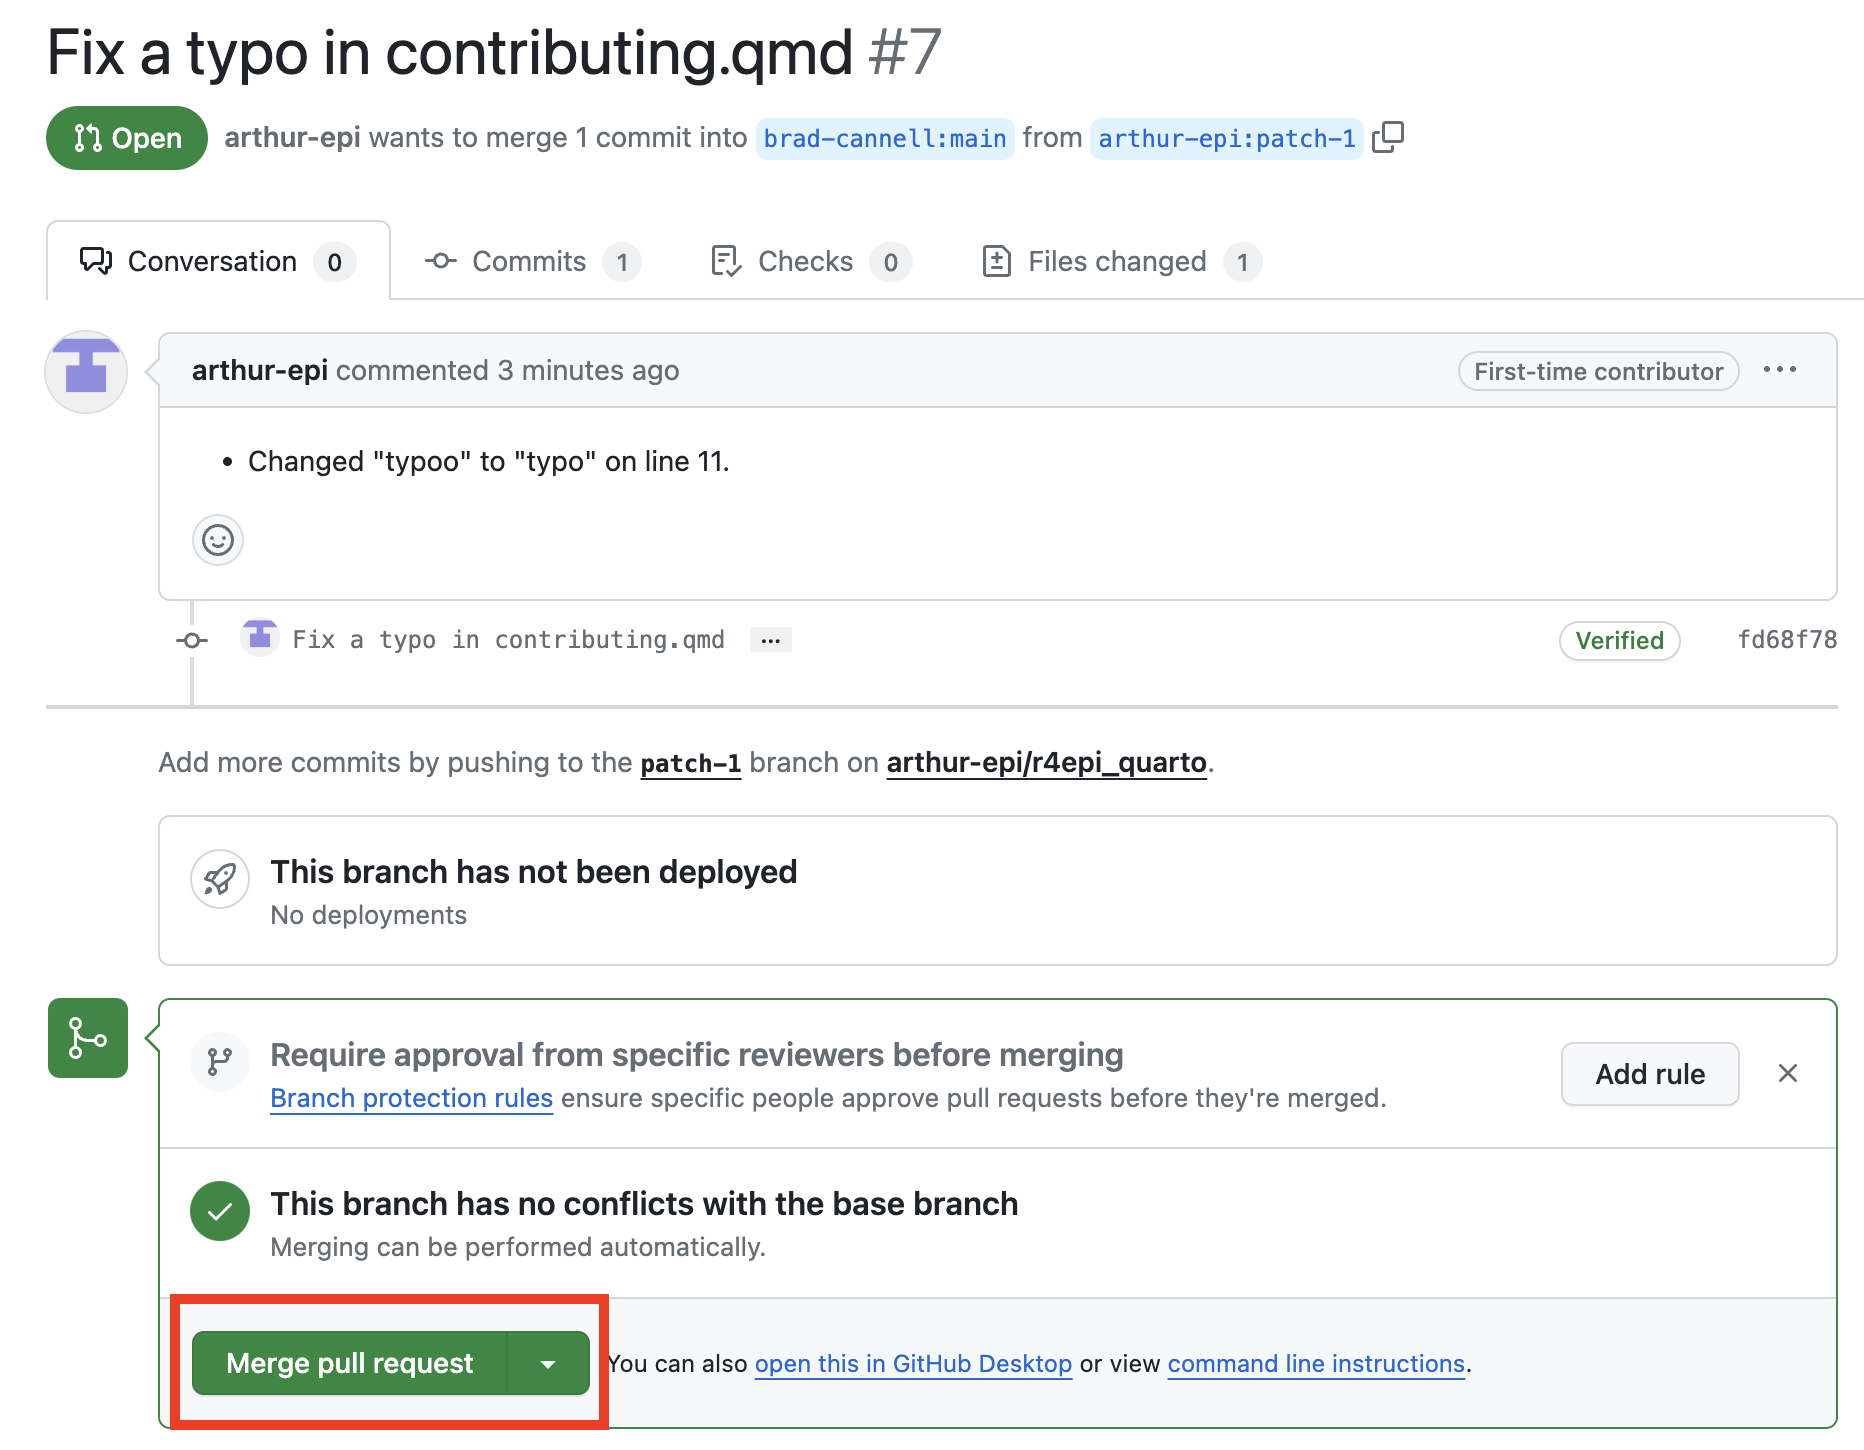 Fix a typo in contributing.qmd #7
Open arthur-epi wants to merge 1 commit into brad-cannell:main from arthur-epi:patch-1
Conversation 0 Commits 1 Checks 0 Files changed 1
arthur-epi commented 3 minutes ago First-time contributor ···
• Changed "typoo" to "typo" on line 11.
Fix a typo in contributing.qmd ... Verified fd68f78
Add more commits by pushing to the patch-1 branch on arthur-epi/r4epi_quarto.
This branch has not been deployed
No deployments
Require approval from specific reviewers before merging
Branch protection rules ensure specific people approve pull requests before they're merged.
Add rule
This branch has no conflicts with the base branch
Merging can be performed automatically.
Merge pull request You can also open this in GitHub Desktop or view command line instructions.